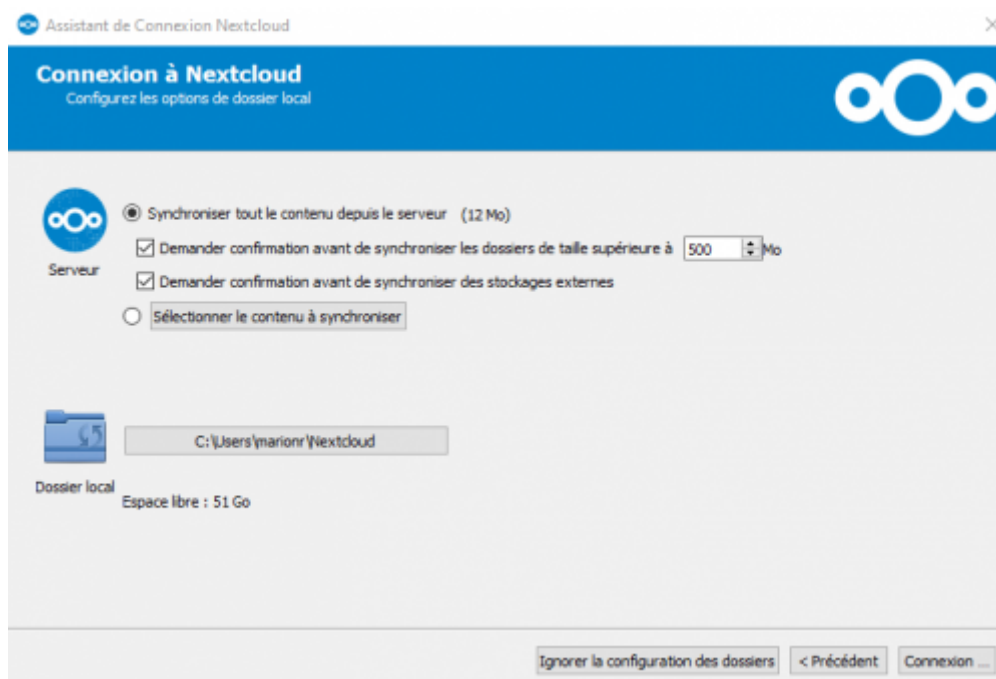 Assistant de Connexion Nextcloud
Connexion à Nextcloud
Configurez les options de dossier local
Synchroniser tout le contenu depuis le serveur (12 Mo)
Demander confirmation avant de synchroniser les dossiers de taille supérieure à 500 Mo
Serveur
Demander confirmation avant de synchroniser des stockages externes
Sélectionner le contenu à synchroniser
C:\Users\marionr\Nextcloud
Dossier local
Espace libre : 51 Go
Ignorer la configuration des dossiers < Précédent Connexion ...